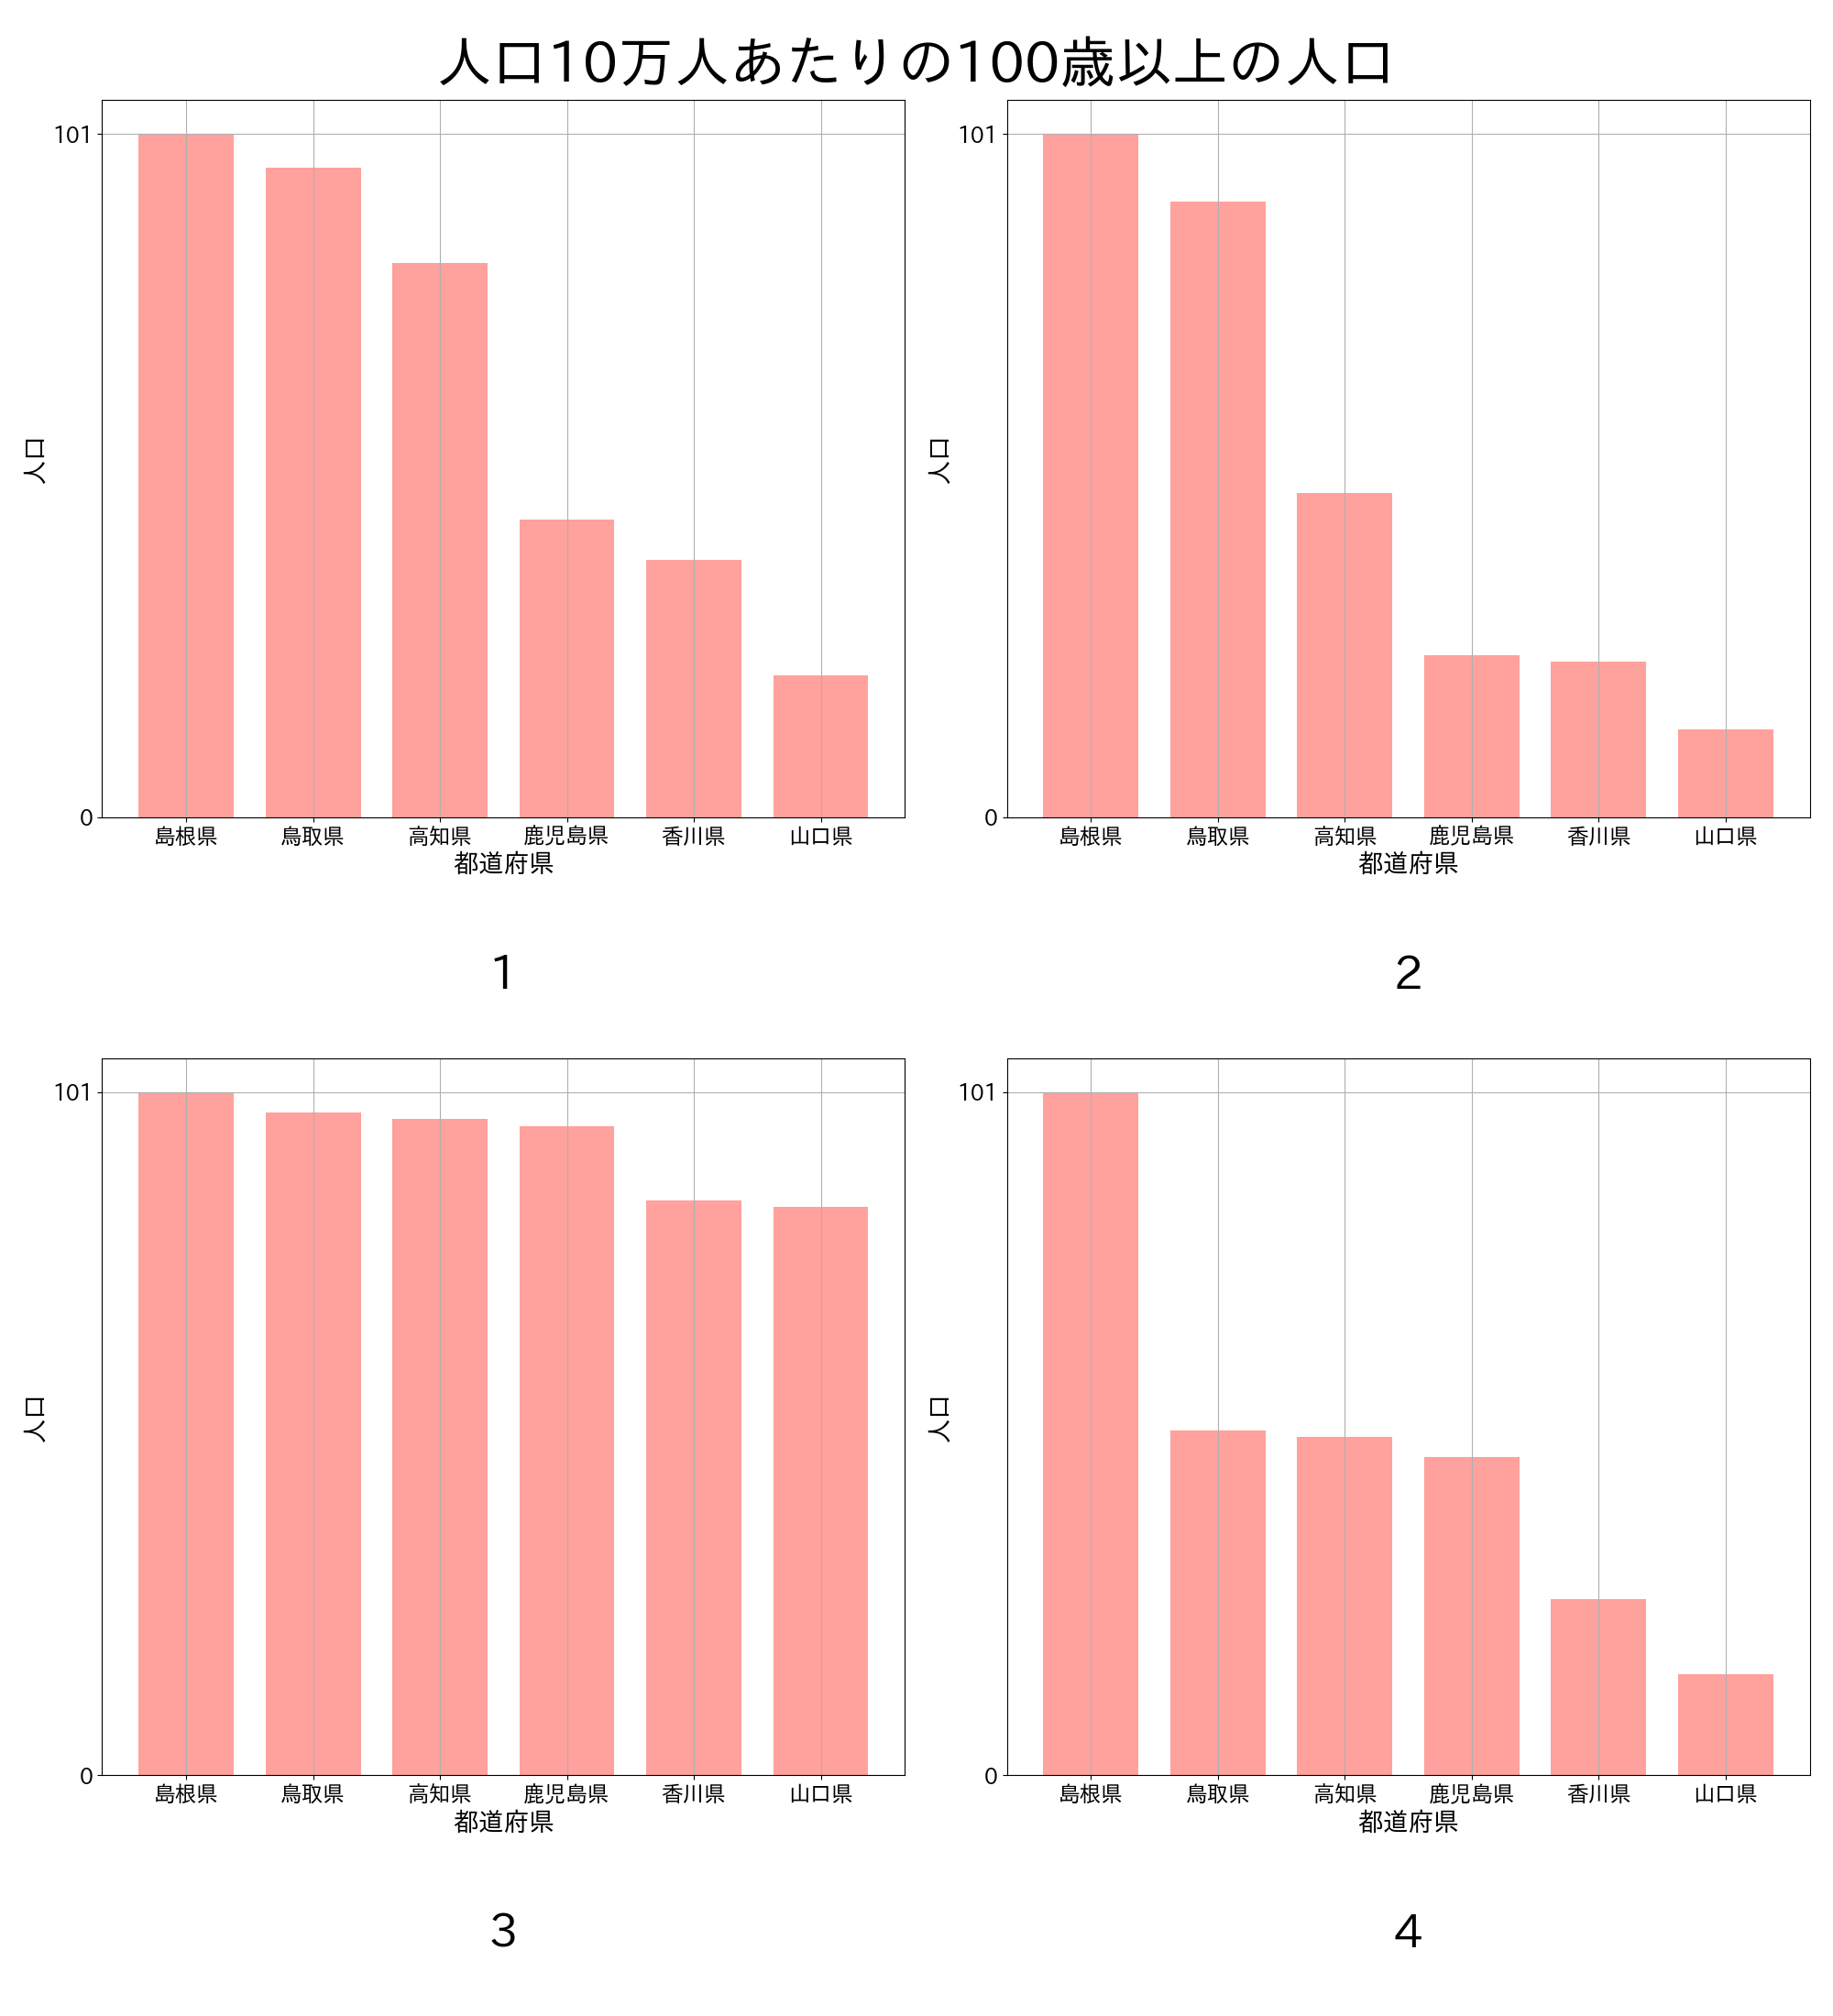 人口10万人あたりの100歳以上の人口
101
0
人口
島根県 鳥取県 高知県 鹿児島県 香川県 山口県
都道府県
1
101
0
人口
島根県 鳥取県 高知県 鹿児島県 香川県 山口県
都道府県
2
101
0
人口
島根県 鳥取県 高知県 鹿児島県 香川県 山口県
都道府県
3
101
0
人口
島根県 鳥取県 高知県 鹿児島県 香川県 山口県
都道府県
4